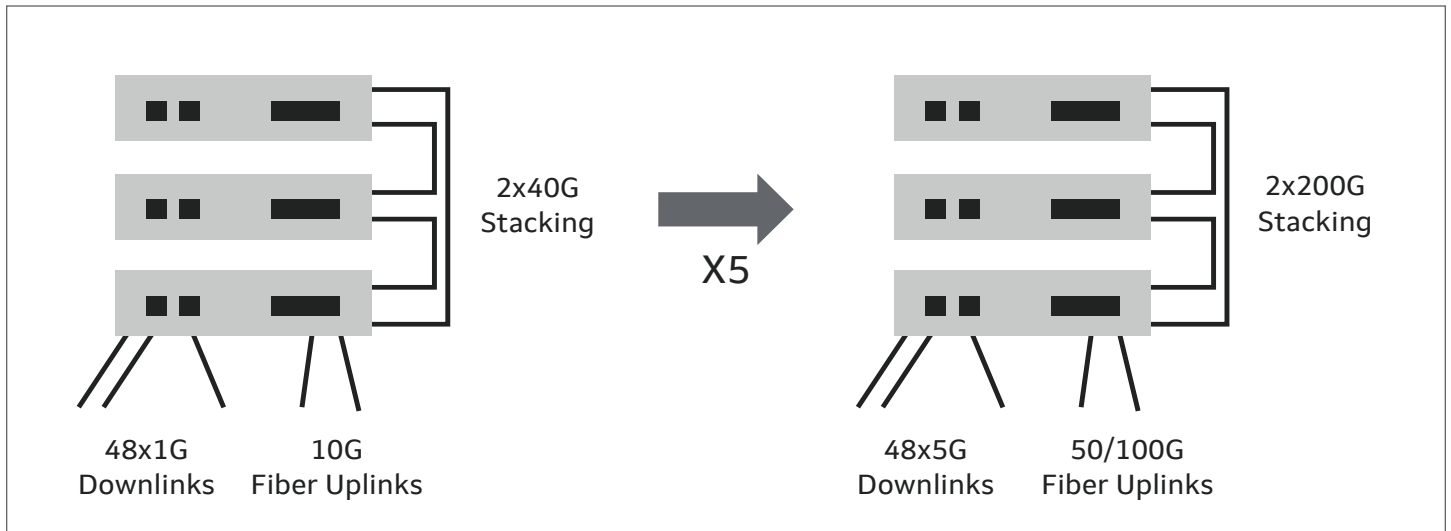 2x40G
Stacking
X5
2x200G
Stacking
48x1G
Downlinks
10G
Fiber Uplinks
48x5G
Downlinks
50/100G
Fiber Uplinks